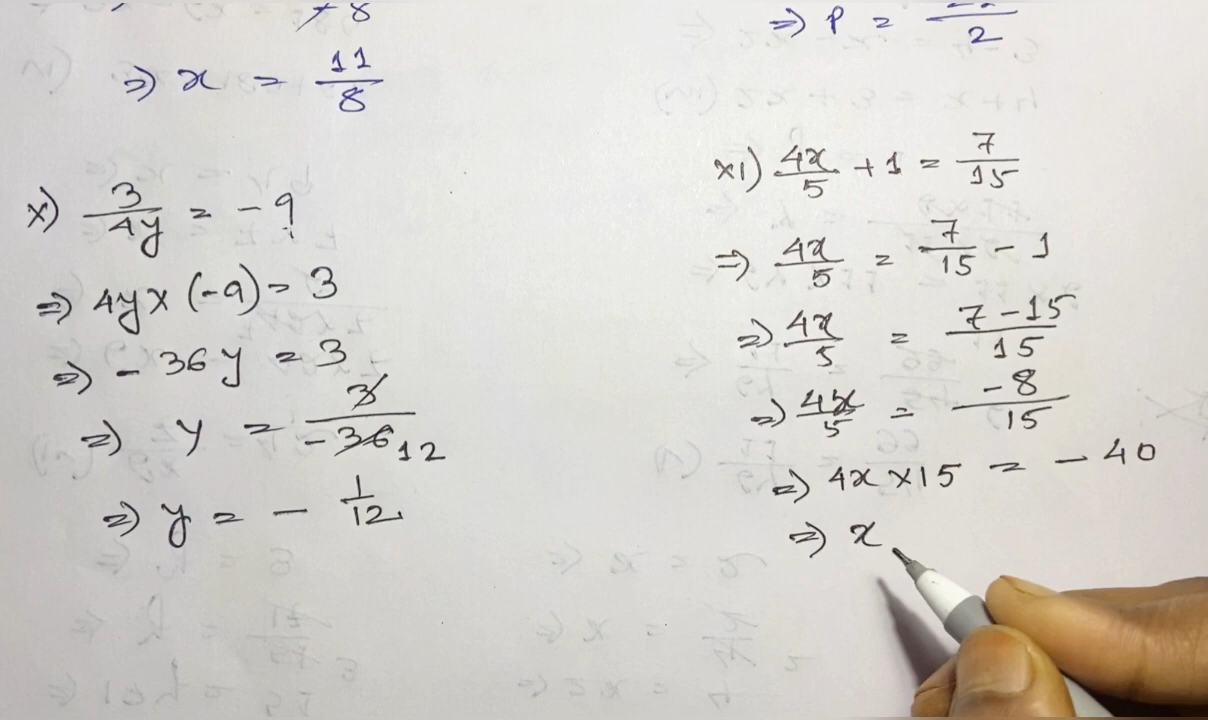 ⇒ x = 11/8
x) 3/4y = -9
⇒ 4y × (-9) = 3
⇒ - 36y = 3
⇒ y = 3/-36 12
⇒ y = - 1/12
⇒ P = /2
xi) 4x/5 + 1 = 7/15
⇒ 4x/5 = 7/15 - 1
⇒ 4x/5 = 7-15/15
⇒ 4x/5 = -8/15
⇒ 4x × 15 = - 40
⇒ x